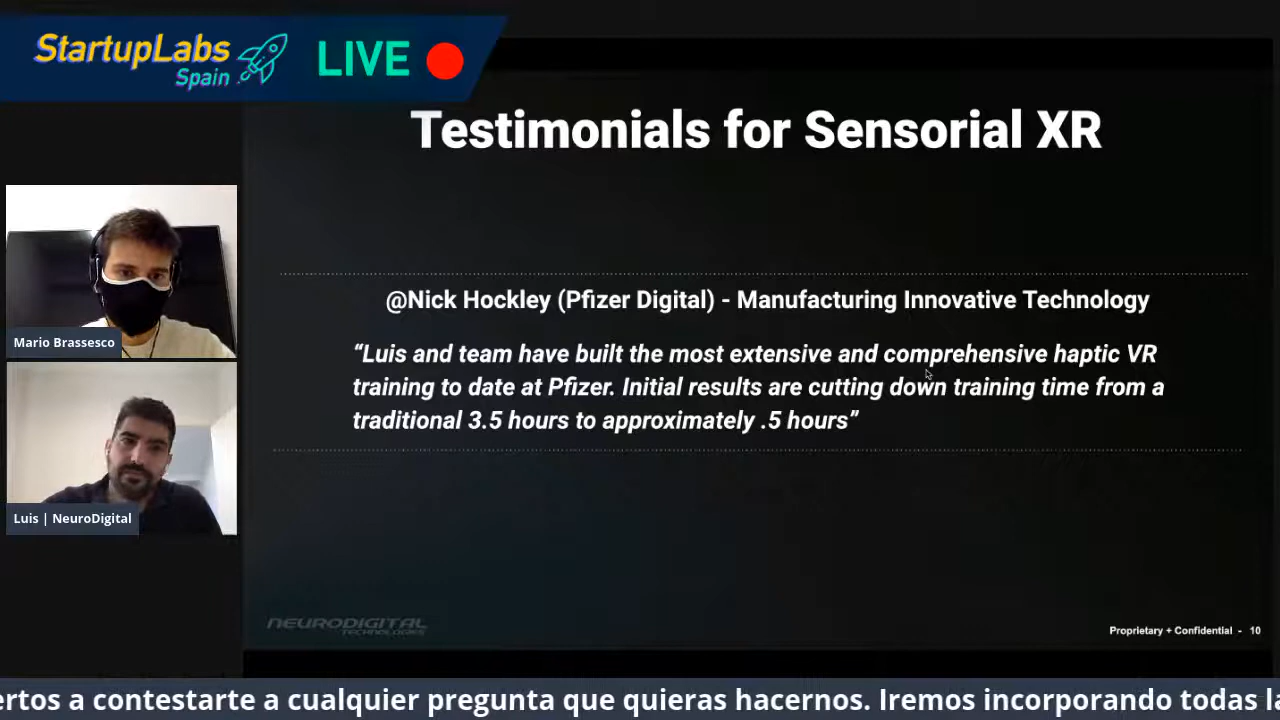 StartupLabs
Spain
LIVE
Testimonials for Sensorial XR
@Nick Hockley (Pfizer Digital) - Manufacturing Innovative Technology
“Luis and team have built the most extensive and comprehensive haptic VR
training to date at Pfizer. Initial results are cutting down training time from a
traditional 3.5 hours to approximately .5 hours”
Mario Brassesco
Luis | NeuroDigital
NEURODIGITAL
TECHNOLOGIES
Proprietary + Confidential - 10
ertos a contestarte a cualquier pregunta que quieras hacernos. Iremos incorporando todas la